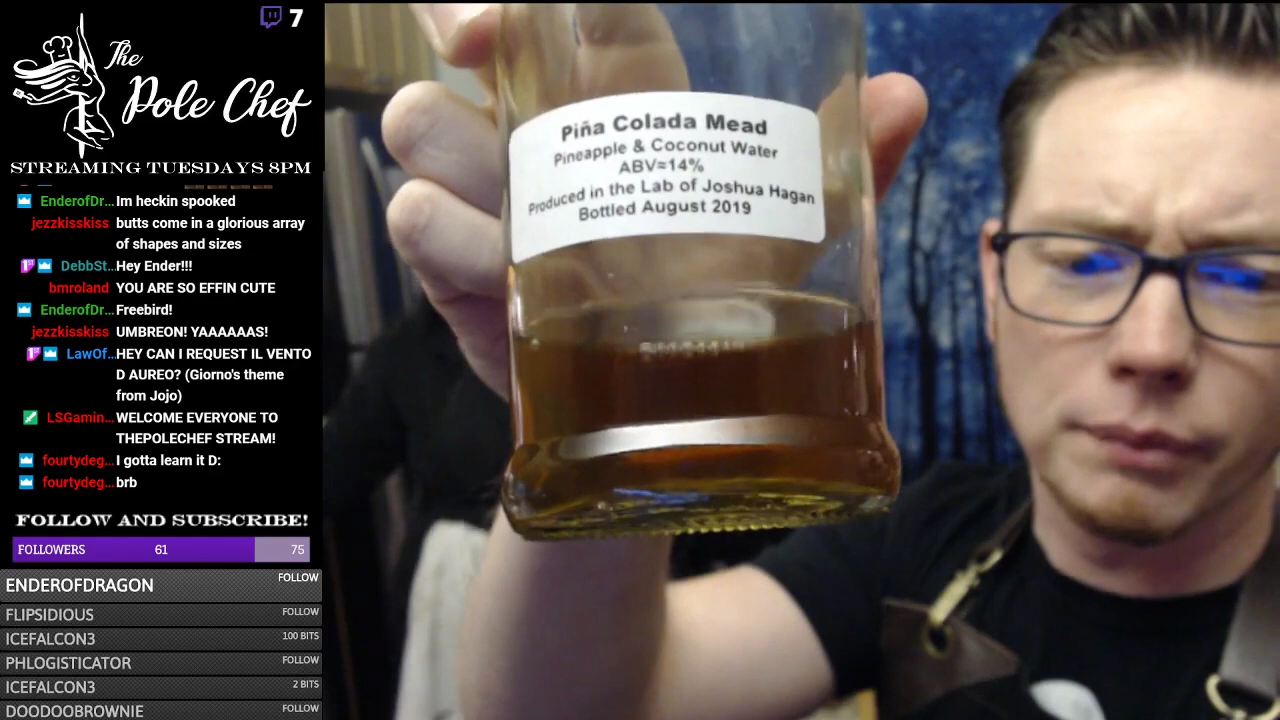 7
The
Pole Chef
STREAMING TUESDAYS 8PM
EnderofDr... Im heckin spooked
jezzkisskiss butts come in a glorious array
of shapes and sizes
DebbSt... Hey Ender!!!
bmroland YOU ARE SO EFFIN CUTE
EnderofDr... Freebird!
jezzkisskiss UMBREON! YAAAAAAS!
LawOf... HEY CAN I REQUEST IL VENTO
D AUREO? (Giorno's theme
from Jojo)
LSGamin... WELCOME EVERYONE TO
THEPOLECHEF STREAM!
fourtydeg... I gotta learn it D:
fourtydeg... brb
FOLLOW AND SUBSCRIBE!
FOLLOWERS 61 75
ENDEROFDRAGON FOLLOW
FLIPSIDIOUS FOLLOW
ICEFALCON3 100 BITS
PHLOGISTICATOR FOLLOW
ICEFALCON3 2 BITS
DOODOOBROWNIE FOLLOW
Piña Colada Mead
Pineapple & Coconut Water
ABV=14%
Produced in the Lab of Joshua Hagan
Bottled August 2019